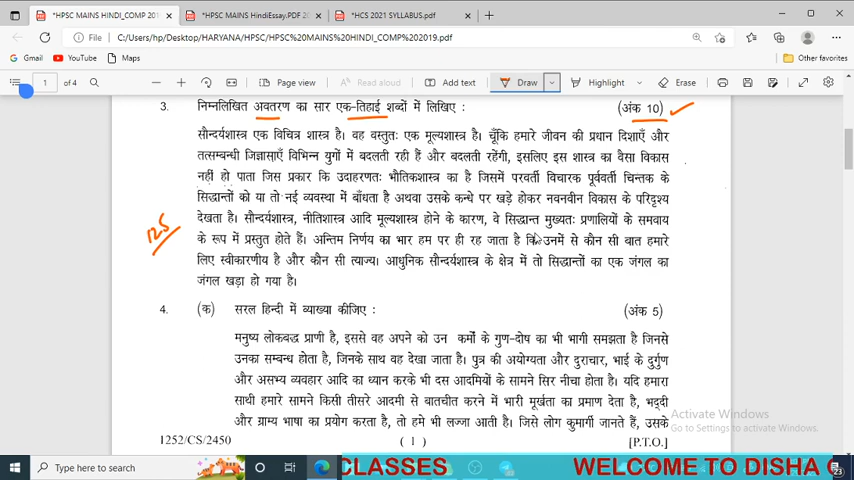 *HPSC MAINS HINDI_COMP 201
*HPSC MAINS HindiEssay.PDF 2
*HCS 2021 SYLLABUS.pdf
File
C:/Users/hp/Desktop/HARYANA/HPSC/HPSC%20MAINS%20HINDI_COMP%202019.pdf
Gmail
YouTube
Maps
Other favorites
1 of 4
Page view
Read aloud
Add text
Draw
Highlight
Erase
3. निम्नलिखित अवतरण का सार एक-तिहाई शब्दों में लिखिए : (अंक 10)
सौन्दर्यशास्त्र एक विचित्र शास्त्र है। वह वस्तुतः एक मूल्यशास्त्र है। चूँकि हमारे जीवन की प्रधान दिशाएँ और
तत्सम्बन्धी जिज्ञासाएँ विभिन्न युगों में बदलती रही हैं और बदलती रहेंगी, इसलिए इस शास्त्र का वैसा विकास
नहीं हो पाता जिस प्रकार कि उदाहरणतः भौतिकशास्त्र का है जिसमें परवर्ती विचारक पूर्ववर्ती चिन्तक के
सिद्धान्तों को या तो नई व्यवस्था में बाँधता है अथवा उसके कन्धे पर खड़े होकर नवनवीन विकास के परिदृश्य
देखता है। सौन्दर्यशास्त्र, नीतिशास्त्र आदि मूल्यशास्त्र होने के कारण, वे सिद्धान्त मुख्यतः प्रणालियों के समवाय
के रूप में प्रस्तुत होते हैं। अन्तिम निर्णय का भार हम पर ही रह जाता है कि उनमें से कौन सी बात हमारे
लिए स्वीकारणीय है और कौन सी त्याज्य। आधुनिक सौन्दर्यशास्त्र के क्षेत्र में तो सिद्धान्तों का एक जंगल का
जंगल खड़ा हो गया है।
125
4. (क) सरल हिन्दी में व्याख्या कीजिए : (अंक 5)
मनुष्य लोकबद्ध प्राणी है, इससे वह अपने को उन कर्मों के गुण-दोष का भी भागी समझता है जिनसे
उनका सम्बन्ध होता है, जिनके साथ वह देखा जाता है। पुत्र की अयोग्यता और दुराचार, भाई के दुर्गुण
और असभ्य व्यवहार आदि का ध्यान करके भी दस आदमियों के सामने सिर नीचा होता है। यदि हमारा
साथी हमारे सामने किसी तीसरे आदमी से बातचीत करने में भारी मूर्खता का प्रमाण देता है, भद्दी
और ग्राम्य भाषा का प्रयोग करता है, तो हमे भी लज्जा आती है। जिसे लोग कुमार्गी जानते हैं, उसके
1252/CS/2450 ( 1 ) [P.T.O.]
Activate Windows
Go to Settings to activate Windows.
Type here to search
CLASSES
WELCOME TO DISHA
23